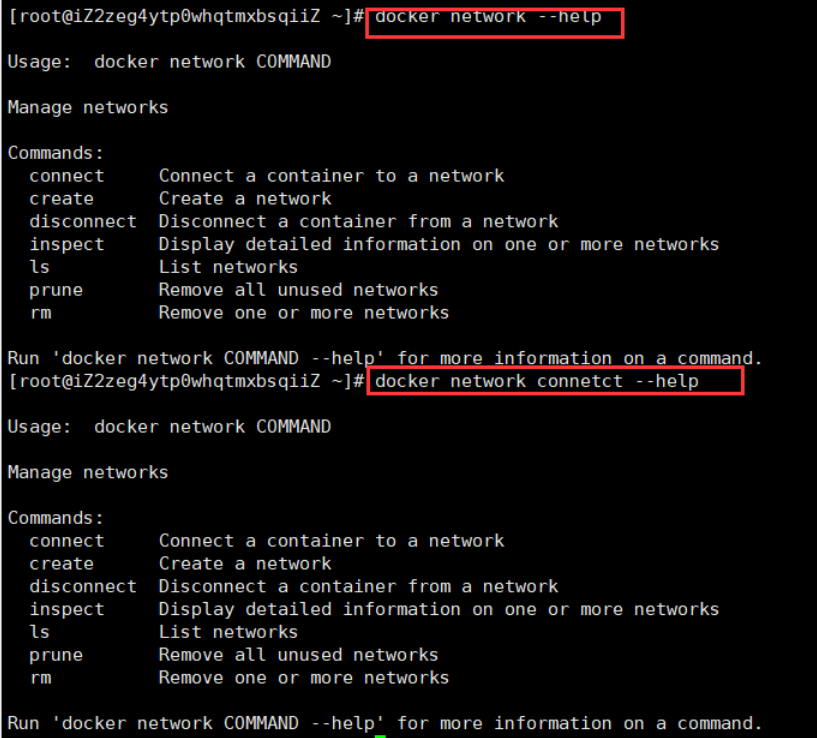 [root@iZ2zeg4ytp0whqtmxbsqiiZ ~]# docker network --help
Usage:  docker network COMMAND
Manage networks
Commands:
  connect     Connect a container to a network
  create      Create a network
  disconnect  Disconnect a container from a network
  inspect     Display detailed information on one or more networks
  ls          List networks
  prune       Remove all unused networks
  rm          Remove one or more networks
Run 'docker network COMMAND --help' for more information on a command.
[root@iZ2zeg4ytp0whqtmxbsqiiZ ~]# docker network connetct --help
Usage:  docker network COMMAND
Manage networks
Commands:
  connect     Connect a container to a network
  create      Create a network
  disconnect  Disconnect a container from a network
  inspect     Display detailed information on one or more networks
  ls          List networks
  prune       Remove all unused networks
  rm          Remove one or more networks
Run 'docker network COMMAND --help' for more information on a command.